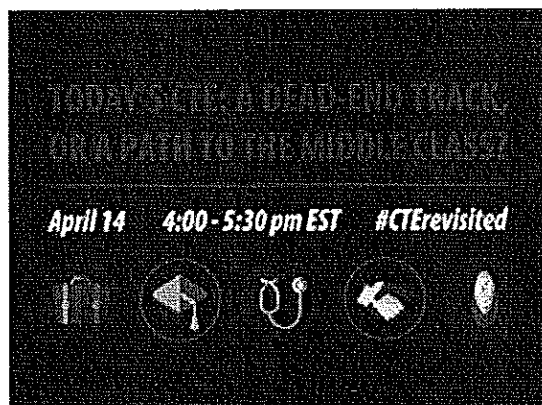 TODAY'S CTE: A DEAD-END TRACK,
OR A PATH TO THE MIDDLE CLASS?
April 14 4:00 - 5:30 pm EST #CTErevisited